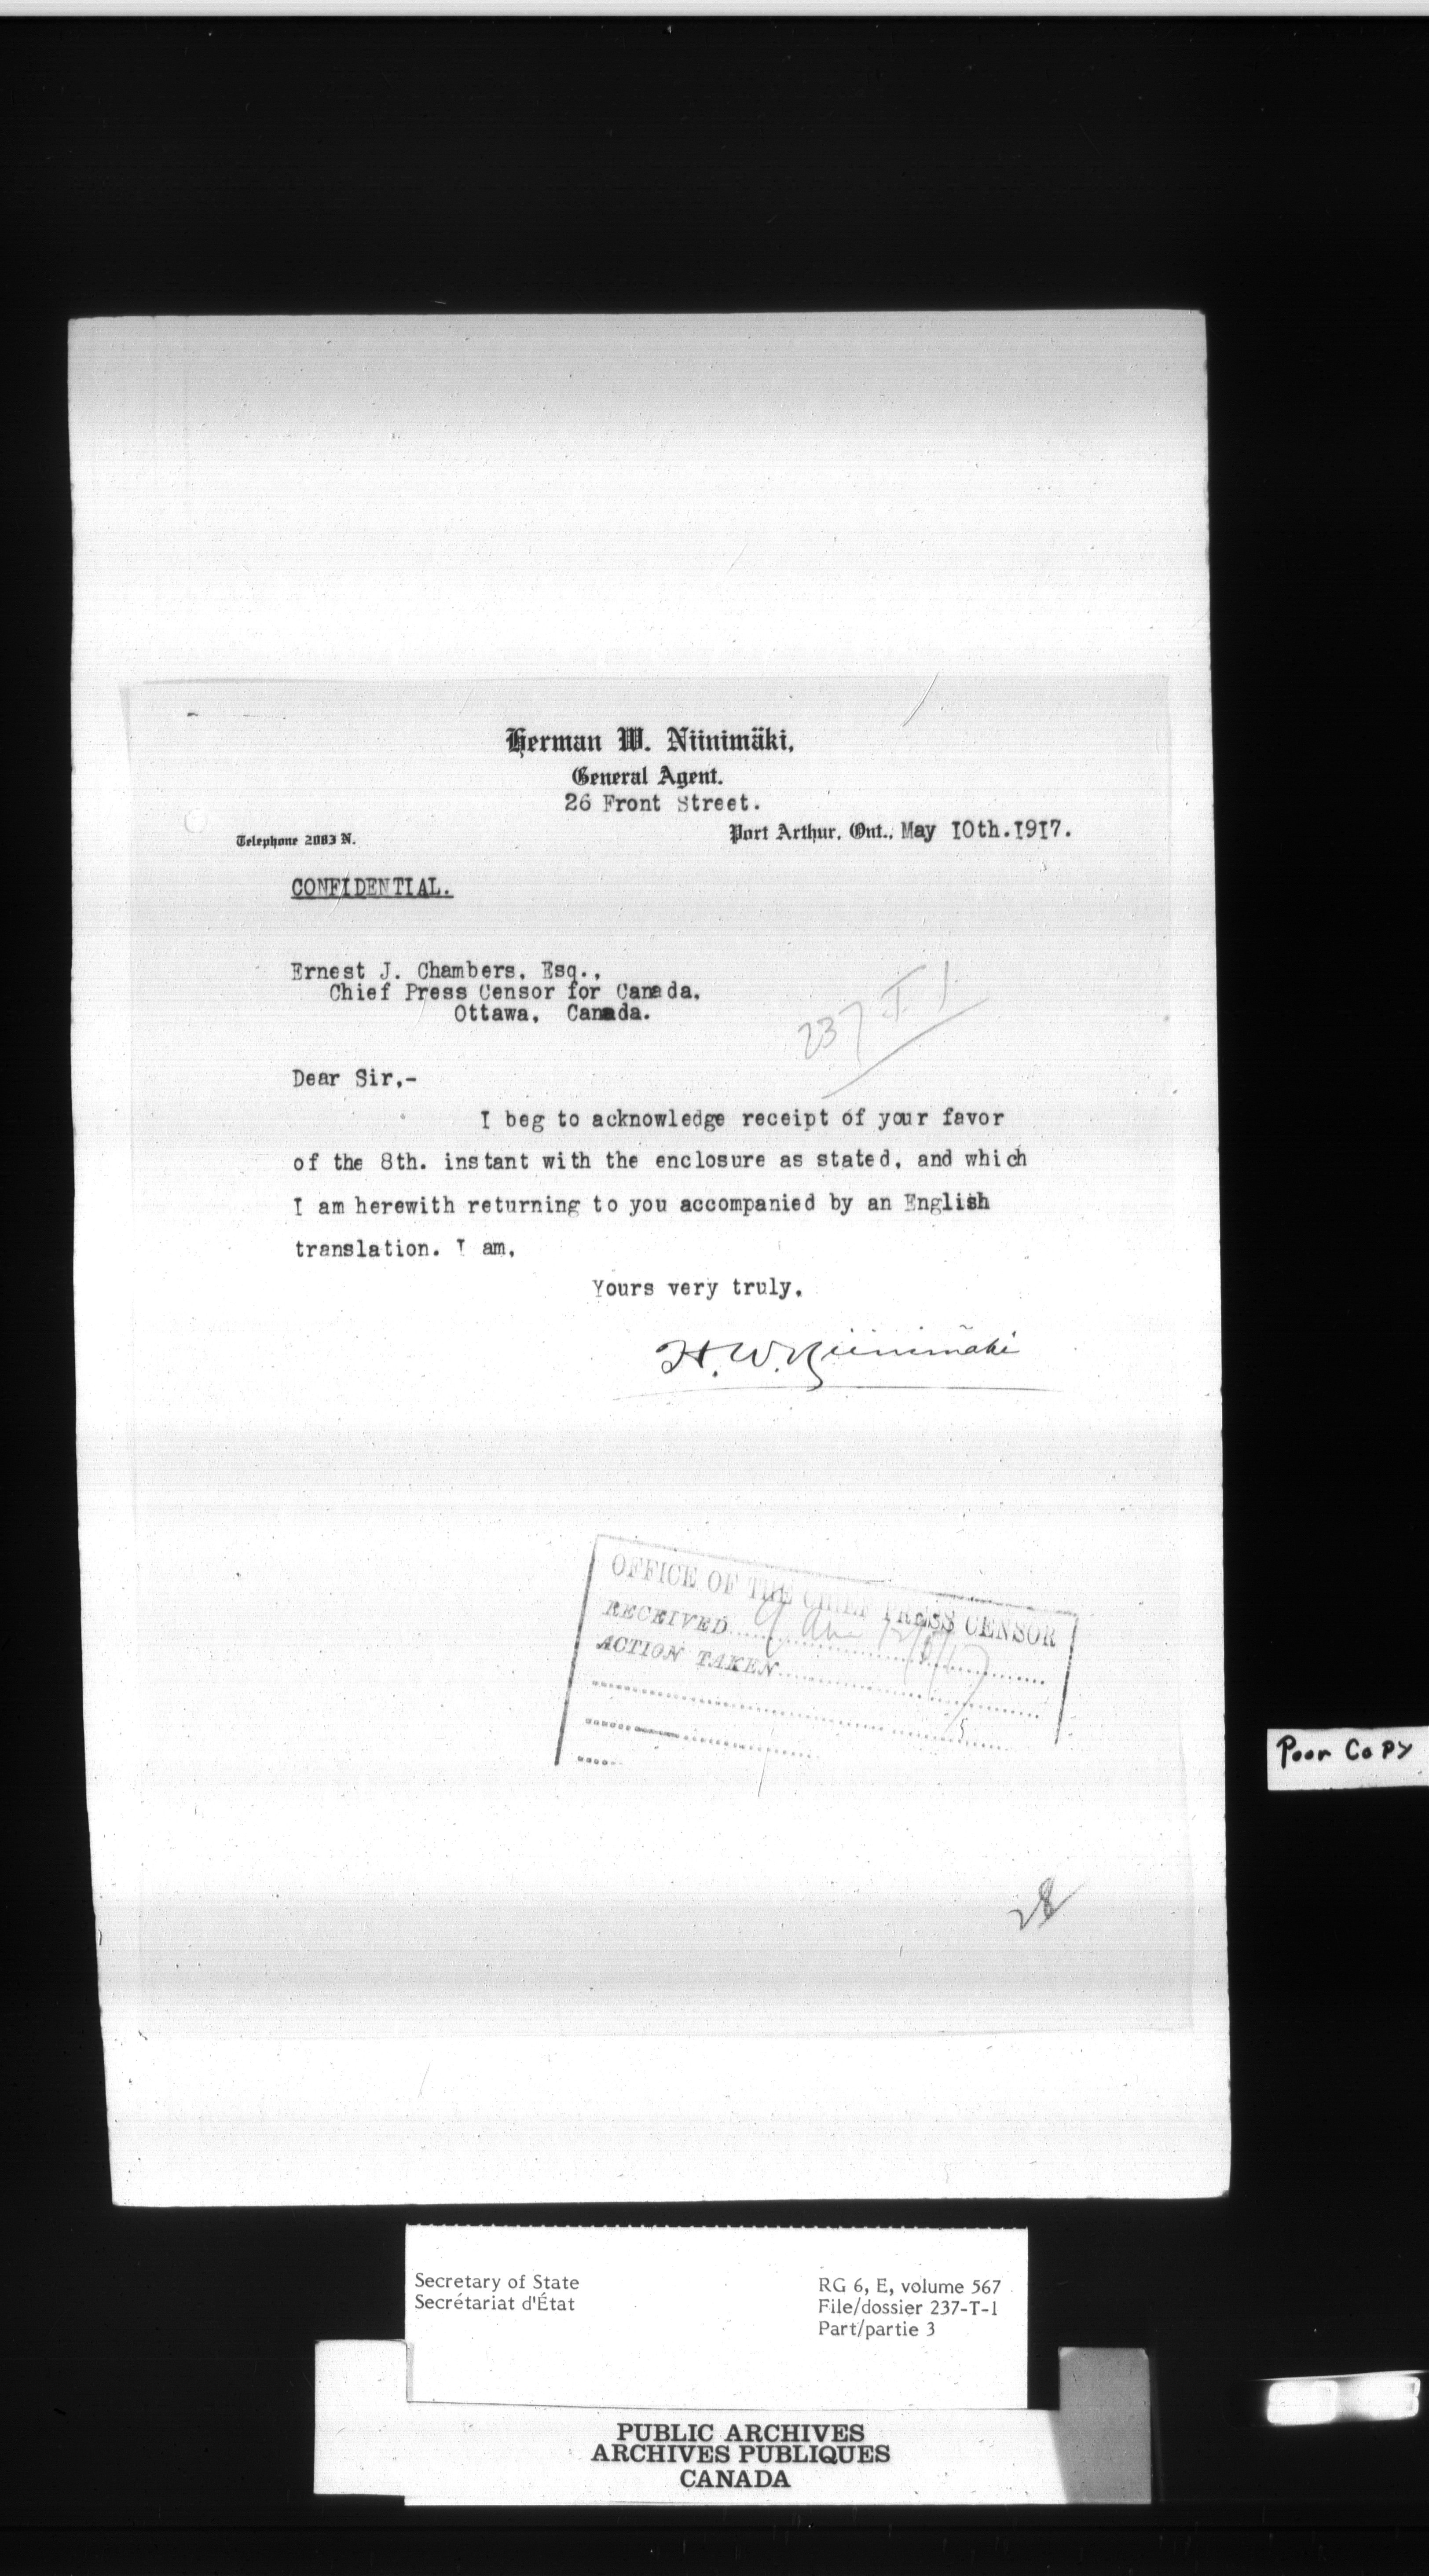 Herman W. Niinimäki,
General Agent.
26 Front Street.
Telephone 2083 N.
Port Arthur, Ont., May 10th.1917.
CONFIDENTIAL.
Ernest J. Chambers, Esq.,
Chief Press Censor for Canada,
Ottawa, Canada.
237 T 1
Dear Sir,-
I beg to acknowledge receipt of your favor
of the 8th. instant with the enclosure as stated, and which
I am herewith returning to you accompanied by an English
translation. I am,
Yours very truly,
H. W. Niinimäki
OFFICE OF THE CHIEF PRESS CENSOR
RECEIVED
ACTION TAKEN
Poor Copy
28
Secretary of State
Secrétariat d'État
RG 6, E, volume 567
File/dossier 237-T-1
Part/partie 3
PUBLIC ARCHIVES
ARCHIVES PUBLIQUES
CANADA